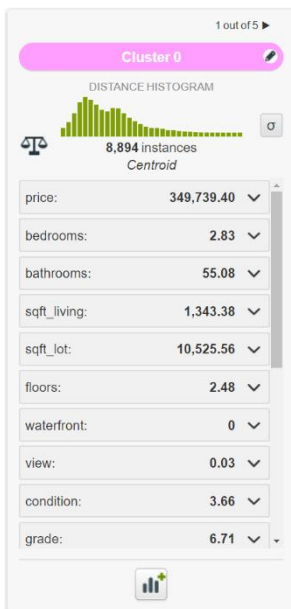 1 out of 5 ▶
Cluster 0
DISTANCE HISTOGRAM
σ
8,894 instances
Centroid
price: 349,739.40
bedrooms: 2.83
bathrooms: 55.08
sqft_living: 1,343.38
sqft_lot: 10,525.56
floors: 2.48
waterfront: 0
view: 0.03
condition: 3.66
grade: 6.71